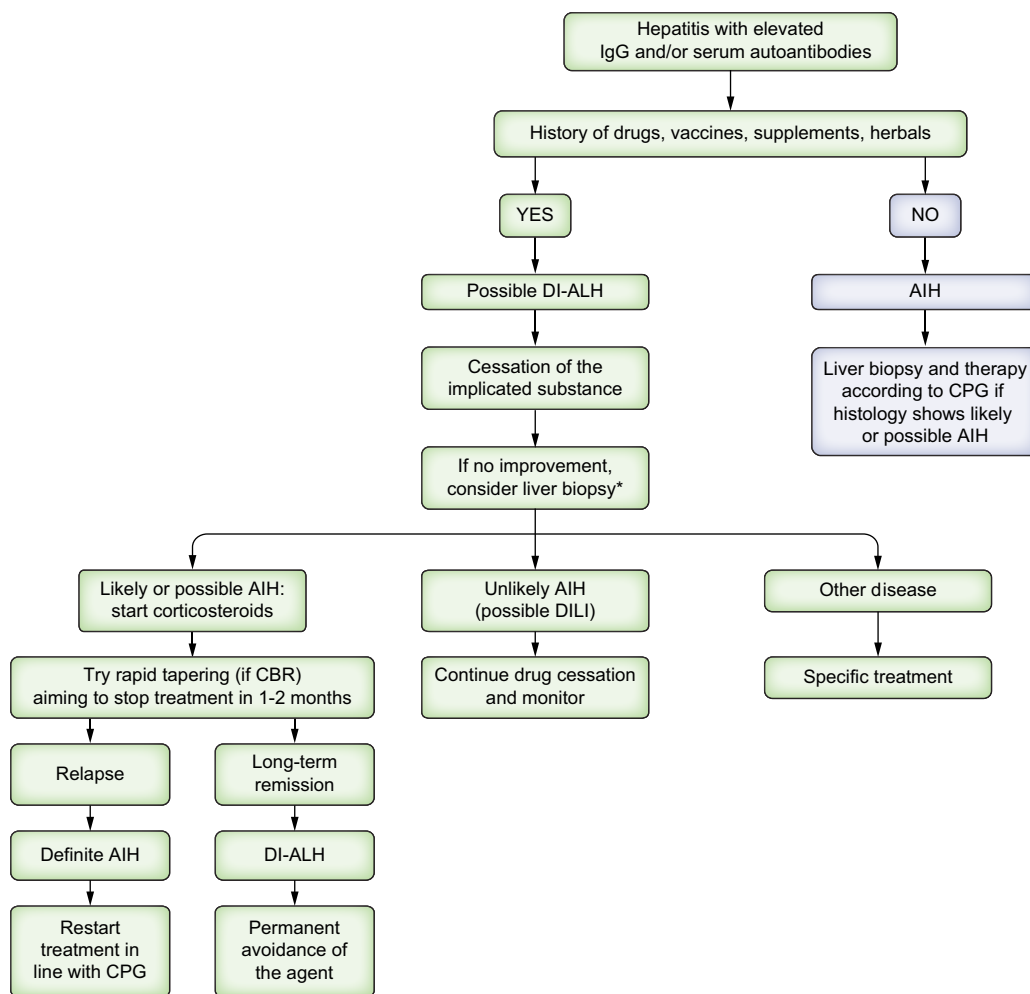 Hepatitis with elevated
IgG and/or serum autoantibodies
History of drugs, vaccines, supplements, herbals
YES
NO
Possible DI-ALH
AIH
Cessation of the
implicated substance
Liver biopsy and therapy
according to CPG if
histology shows likely
or possible AIH
If no improvement,
consider liver biopsy*
Likely or possible AIH:
start corticosteroids
Unlikely AIH
(possible DILI)
Other disease
Try rapid tapering (if CBR)
aiming to stop treatment in 1-2 months
Continue drug cessation
and monitor
Specific treatment
Relapse
Long-term
remission
Definite AIH
DI-ALH
Restart
treatment in
line with CPG
Permanent
avoidance of
the agent